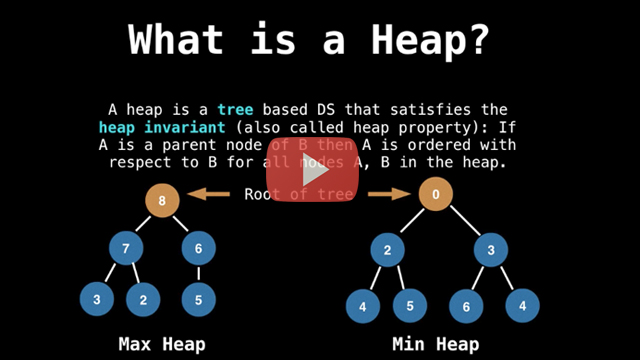 What is a Heap?
A heap is a tree based DS that satisfies the
heap invariant (also called heap property): If
A is a parent node of B then A is ordered with
respect to B for all nodes A, B in the heap.
Root of tree
8
0
7
6
2
3
3
2
5
4
5
6
4
Max Heap
Min Heap